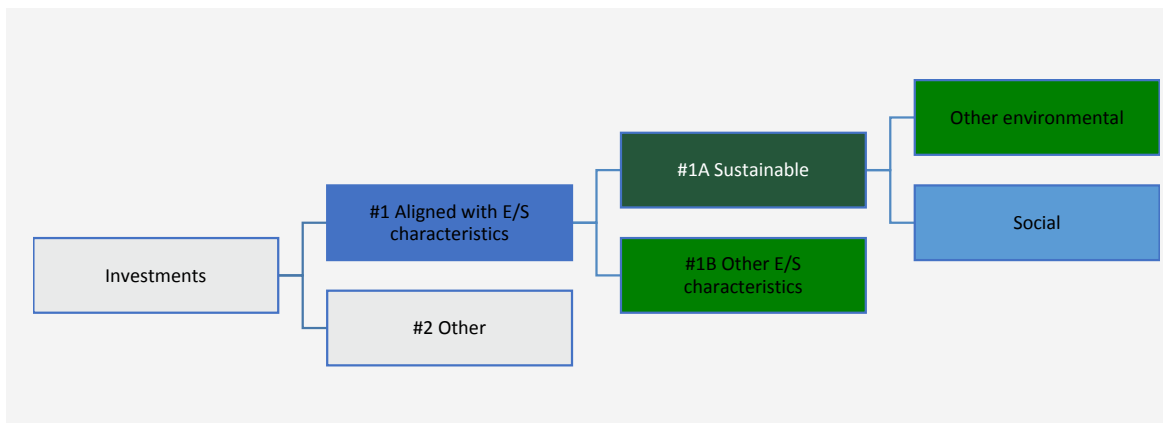 Investments
#1 Aligned with E/S
characteristics
#2 Other
#1A Sustainable
#1B Other E/S
characteristics
Other environmental
Social